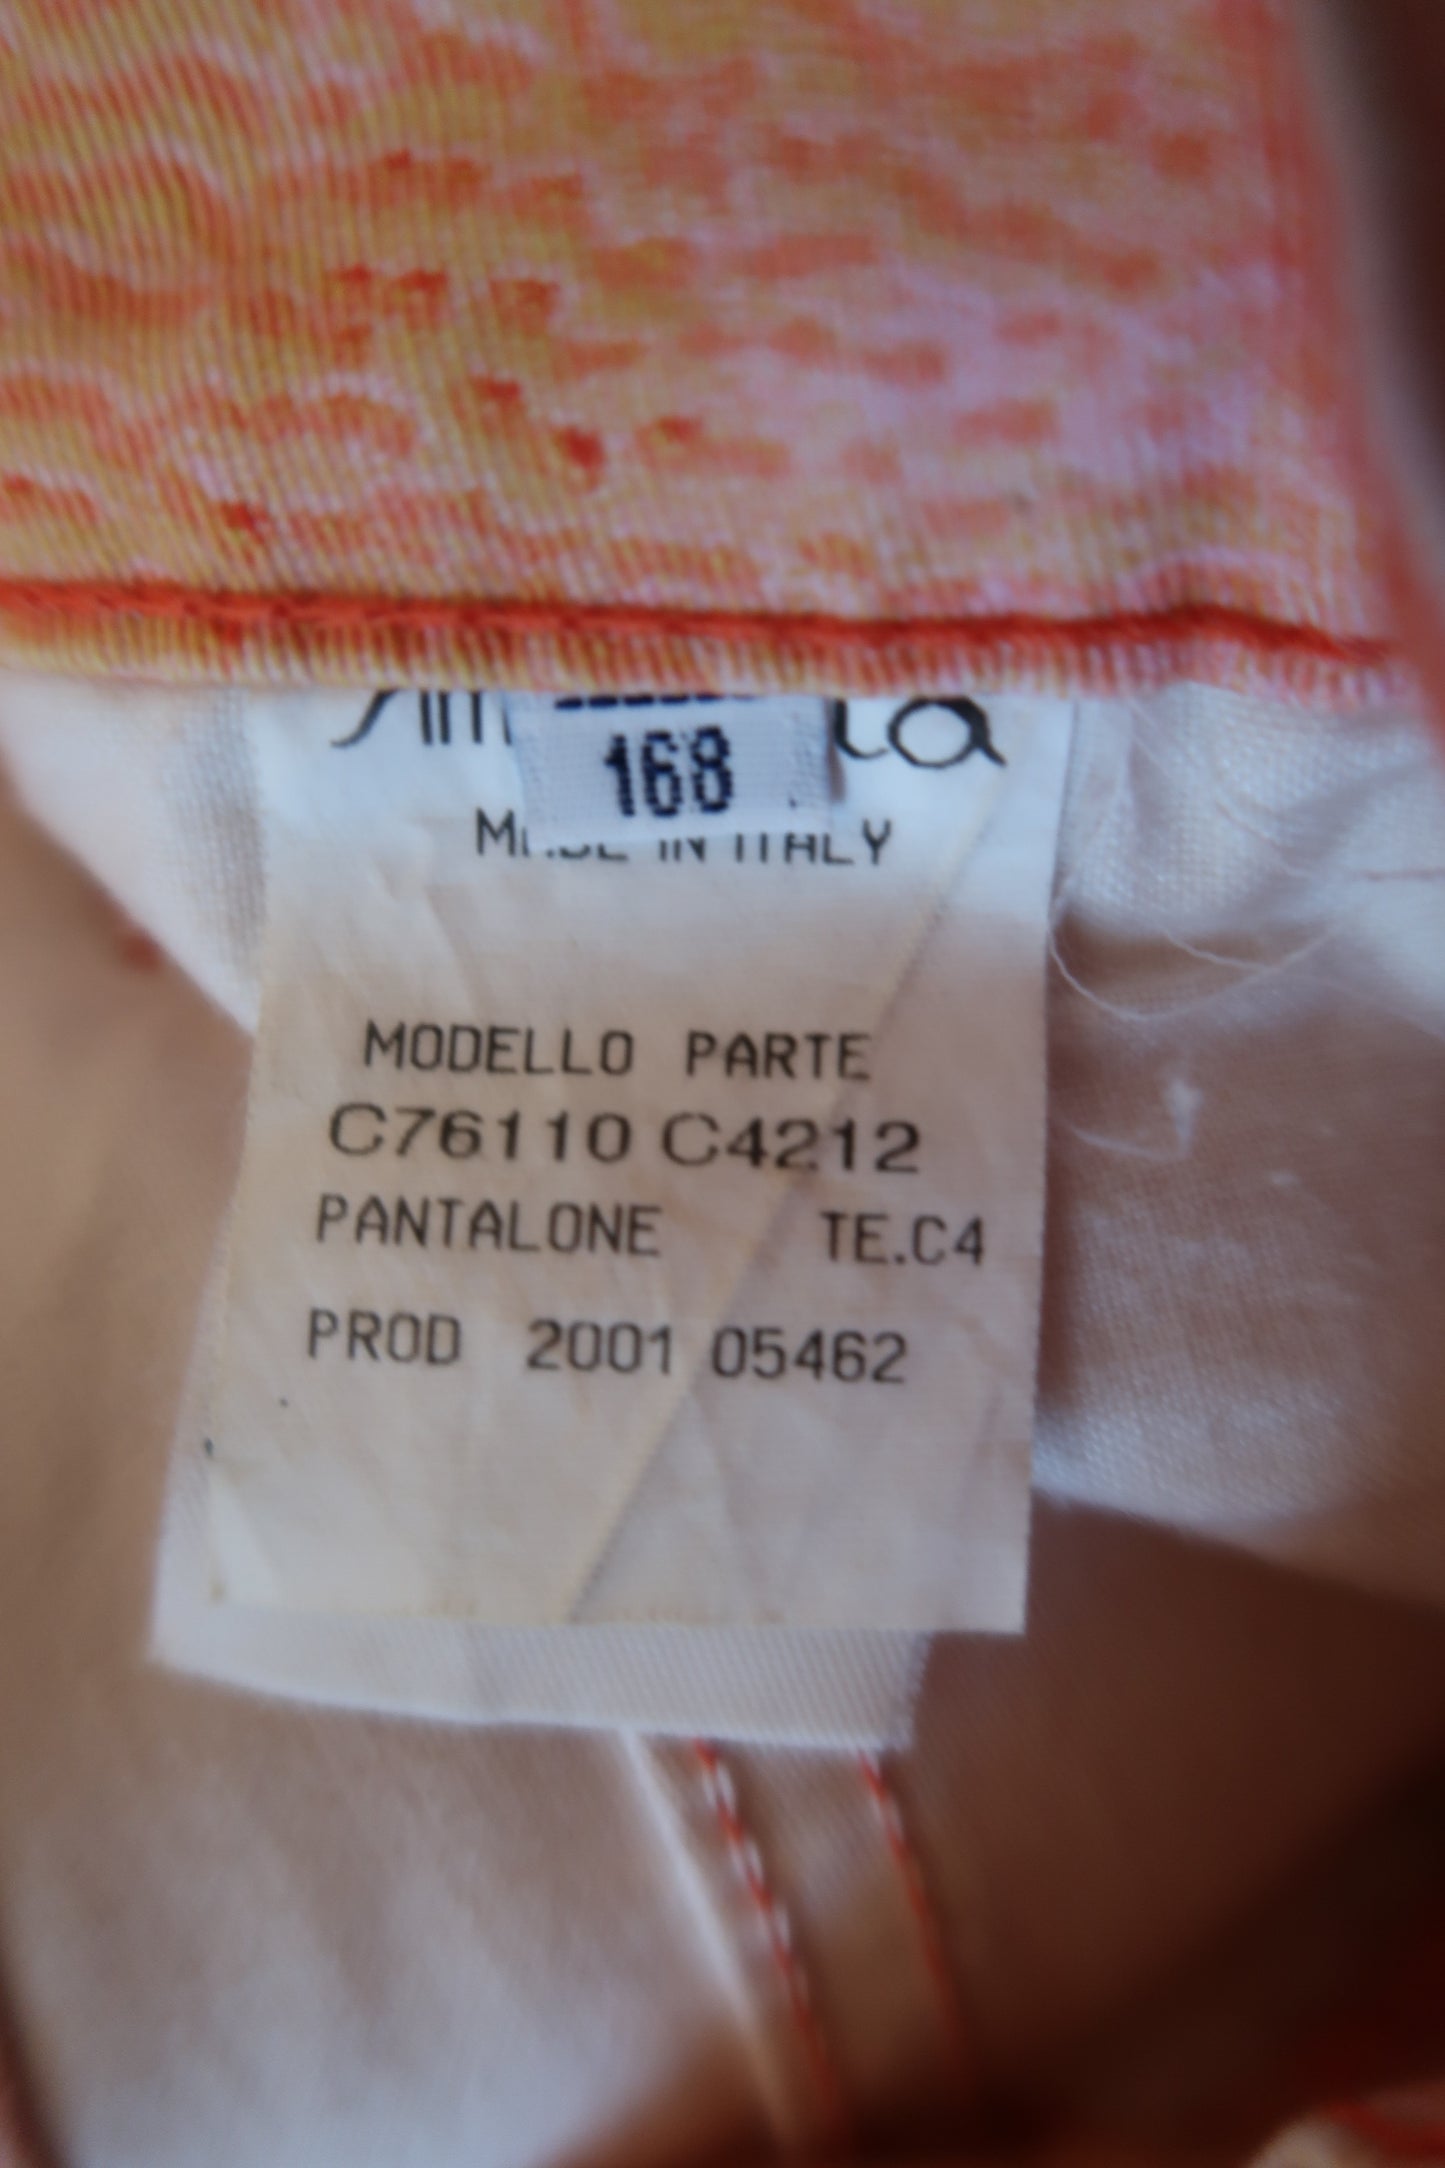 168
MADE IN ITALY
MODELLO PARTE
C76110 C4212
PANTALONE TE.C4
PROD 2001 05462